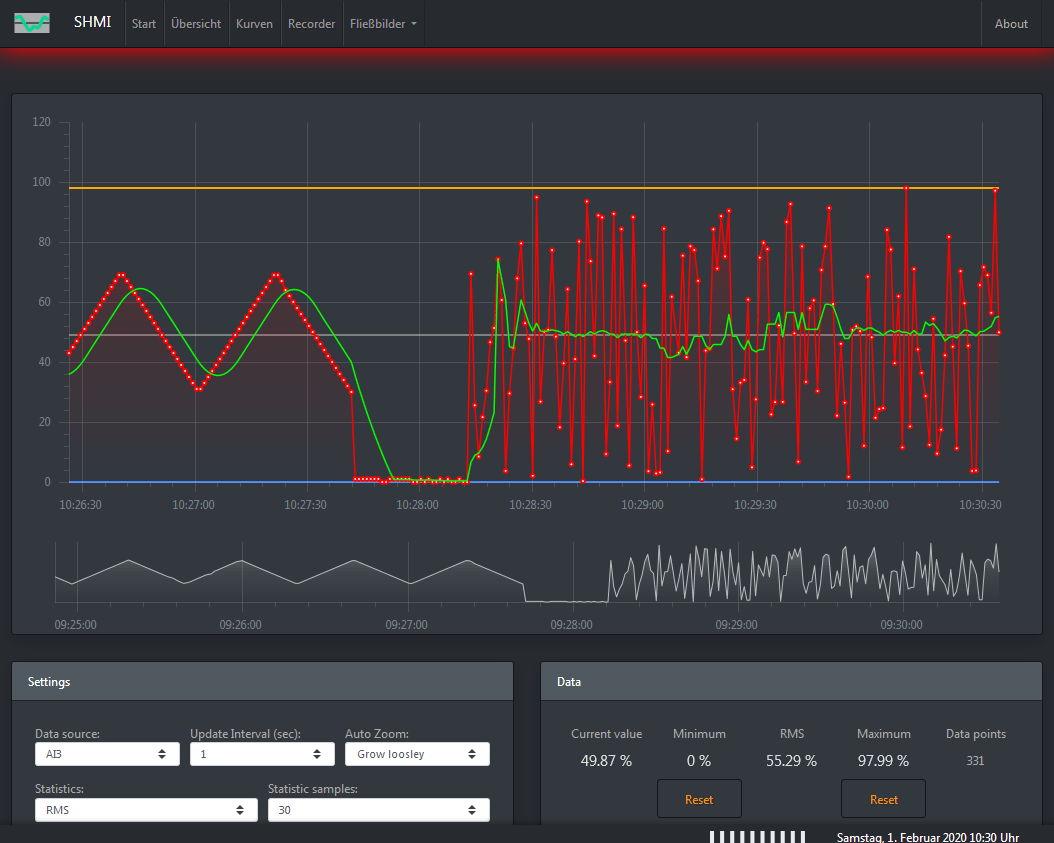 SHMI Start Übersicht Kurven Recorder Fließbilder About
120
100
80
60
40
20
0
10:26:30 10:27:00 10:27:30 10:28:00 10:28:30 10:29:00 10:29:30 10:30:00 10:30:30
09:25:00 09:26:00 09:27:00 09:28:00 09:29:00 09:30:00
Settings
Data source: Update Interval (sec): Auto Zoom:
AI3 1 Grow loosley
Statistics: Statistic samples:
RMS 30
Data
Current value Minimum RMS Maximum Data points
49.87 % 0 % 55.29 % 97.99 % 331
Reset Reset
Samstag, 1. Februar 2020 10:30 Uhr